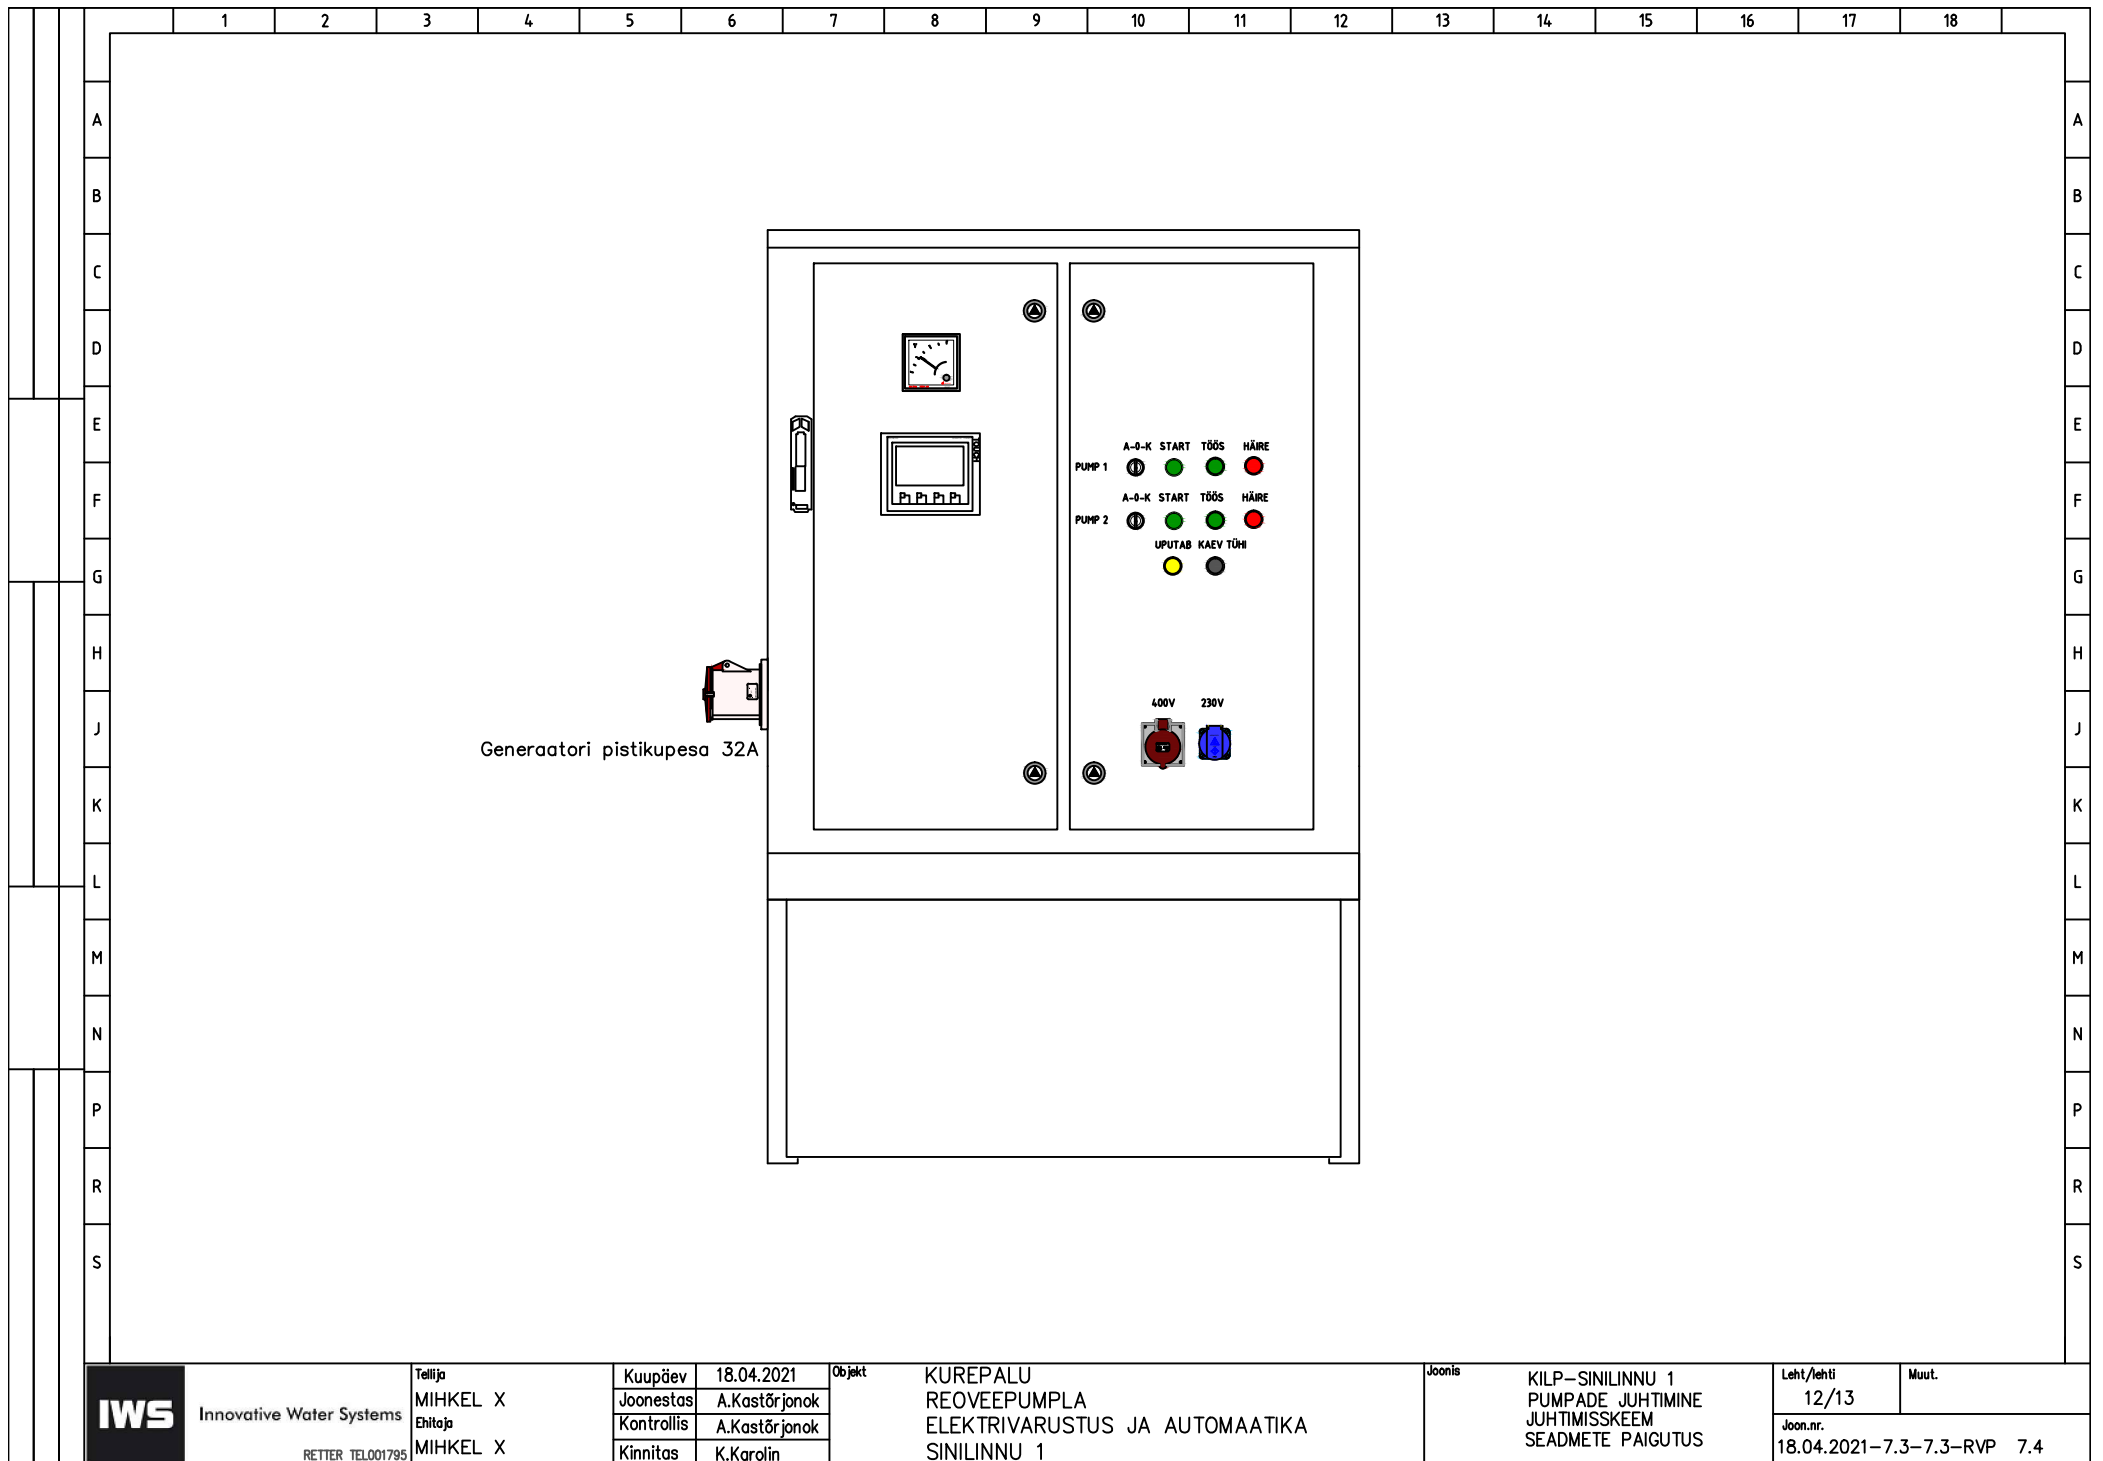 1 2 3 4 5 6 7 8 9 10 11 12 13 14 15 16 17 18
A A
B B
C C
D D
E E
F F
G G
H H
J J
K K
L L
M M
N N
P P
R R
S S
TOUCH
A-0-K START TÖÖS HÄIRE
PUMP 1
A-0-K START TÖÖS HÄIRE
PUMP 2
UPUTAB KAEV TÜHI
400V 230V
Generaatori pistikupesa 32A
IWS Innovative Water Systems
RETTER TEL001795
Tellija
MIHKEL X
Ehitaja
MIHKEL X
Kuupäev 18.04.2021
Joonestas A.Kastõrjonok
Kontrollis A.Kastõrjonok
Kinnitas K.Karolin
Objekt
KUREPALU
REOVEEPUMPLA
ELEKTRIVARUSTUS JA AUTOMAATIKA
SINILINNU 1
Joonis
KILP-SINILINNU 1
PUMPADE JUHTIMINE
JUHTIMISSKEEM
SEADMETE PAIGUTUS
Leht/lehti
12/13
Muut.
Joon.nr.
18.04.2021-7.3-7.3-RVP 7.4